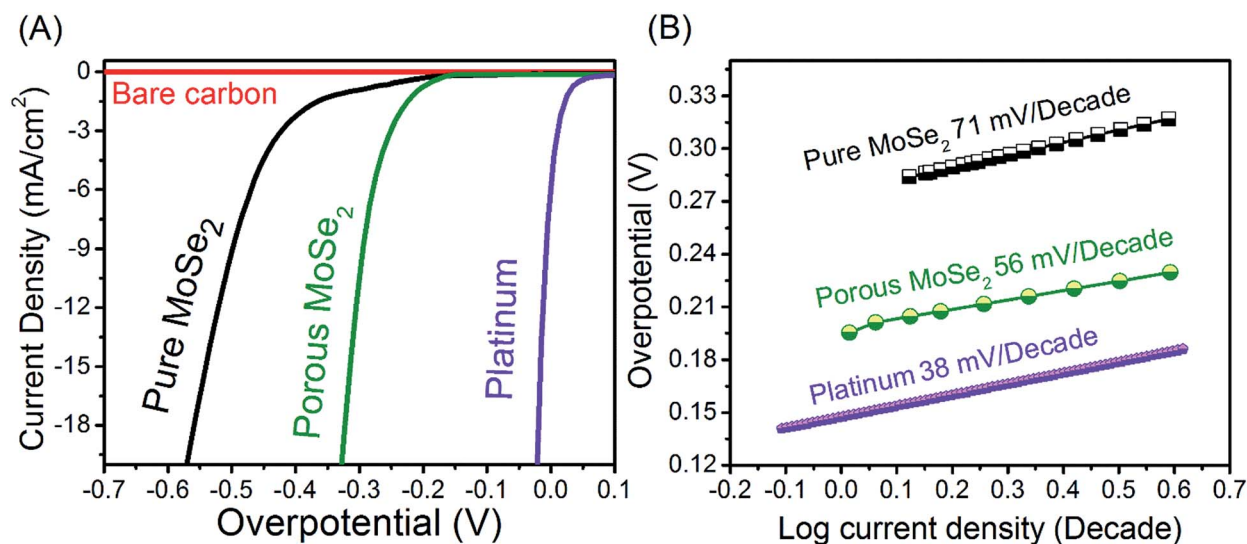 (A)
Current Density (mA/cm²)
0
-3
-6
-9
-12
-15
-18
Bare carbon
Pure MoSe₂
Porous MoSe₂
Platinum
-0.7 -0.6 -0.5 -0.4 -0.3 -0.2 -0.1 0.0 0.1
Overpotential (V)
(B)
Overpotential (V)
0.33
0.30
0.28
0.25
0.23
0.21
0.18
0.15
0.12
Pure MoSe₂ 71 mV/Decade
Porous MoSe₂ 56 mV/Decade
Platinum 38 mV/Decade
-0.2 -0.1 0.0 0.1 0.2 0.3 0.4 0.5 0.6 0.7
Log current density (Decade)